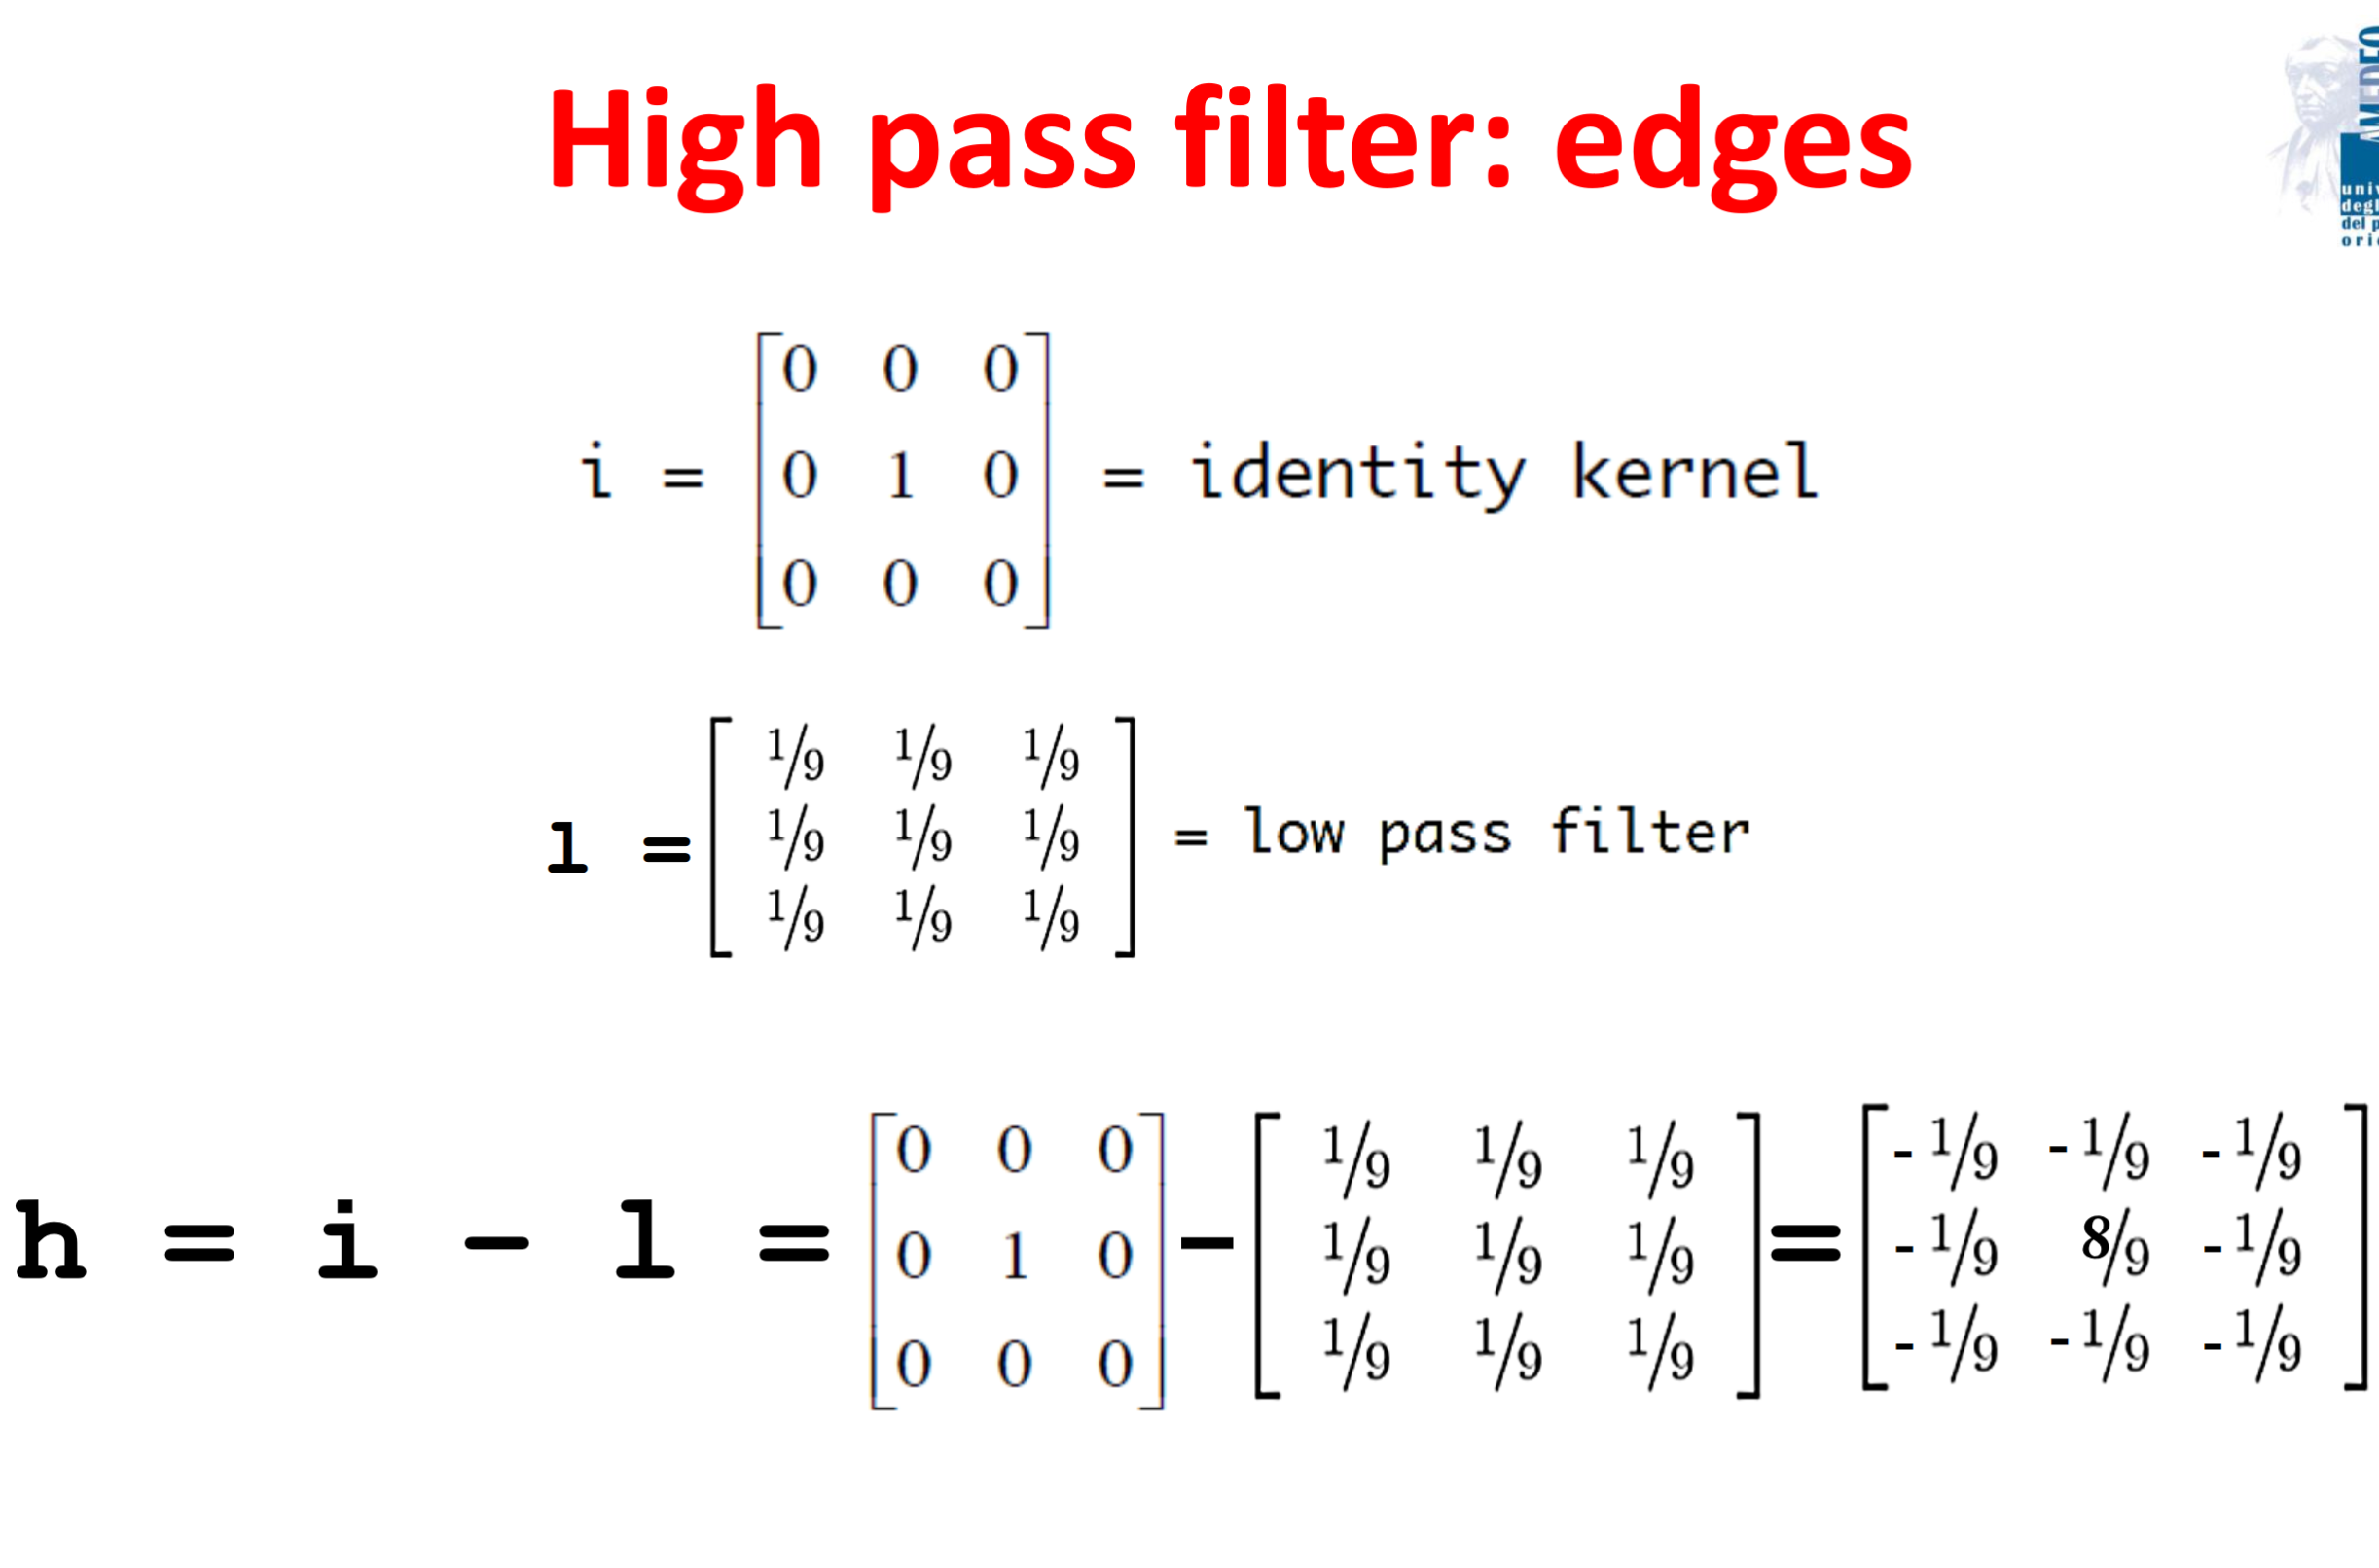 High pass filter: edges
AMEDEO
0 0 0
i = 0 1 0 = identity kernel
0 0 0
1/9 1/9 1/9
l = 1/9 1/9 1/9 = low pass filter
1/9 1/9 1/9
0 0 0 1/9 1/9 1/9 -1/9 -1/9 -1/9
h = i - l = 0 1 0 - 1/9 1/9 1/9 = -1/9 8/9 -1/9
0 0 0 1/9 1/9 1/9 -1/9 -1/9 -1/9